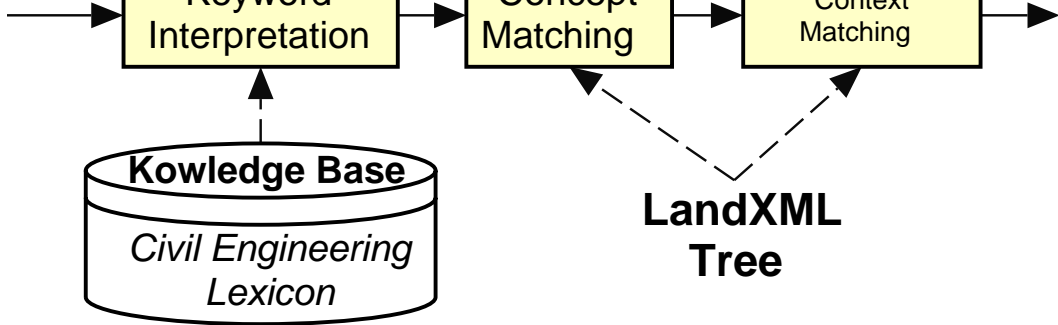 Keyword
Interpretation
Concept
Matching
Context
Matching
Kowledge Base
Civil Engineering
Lexicon
LandXML
Tree